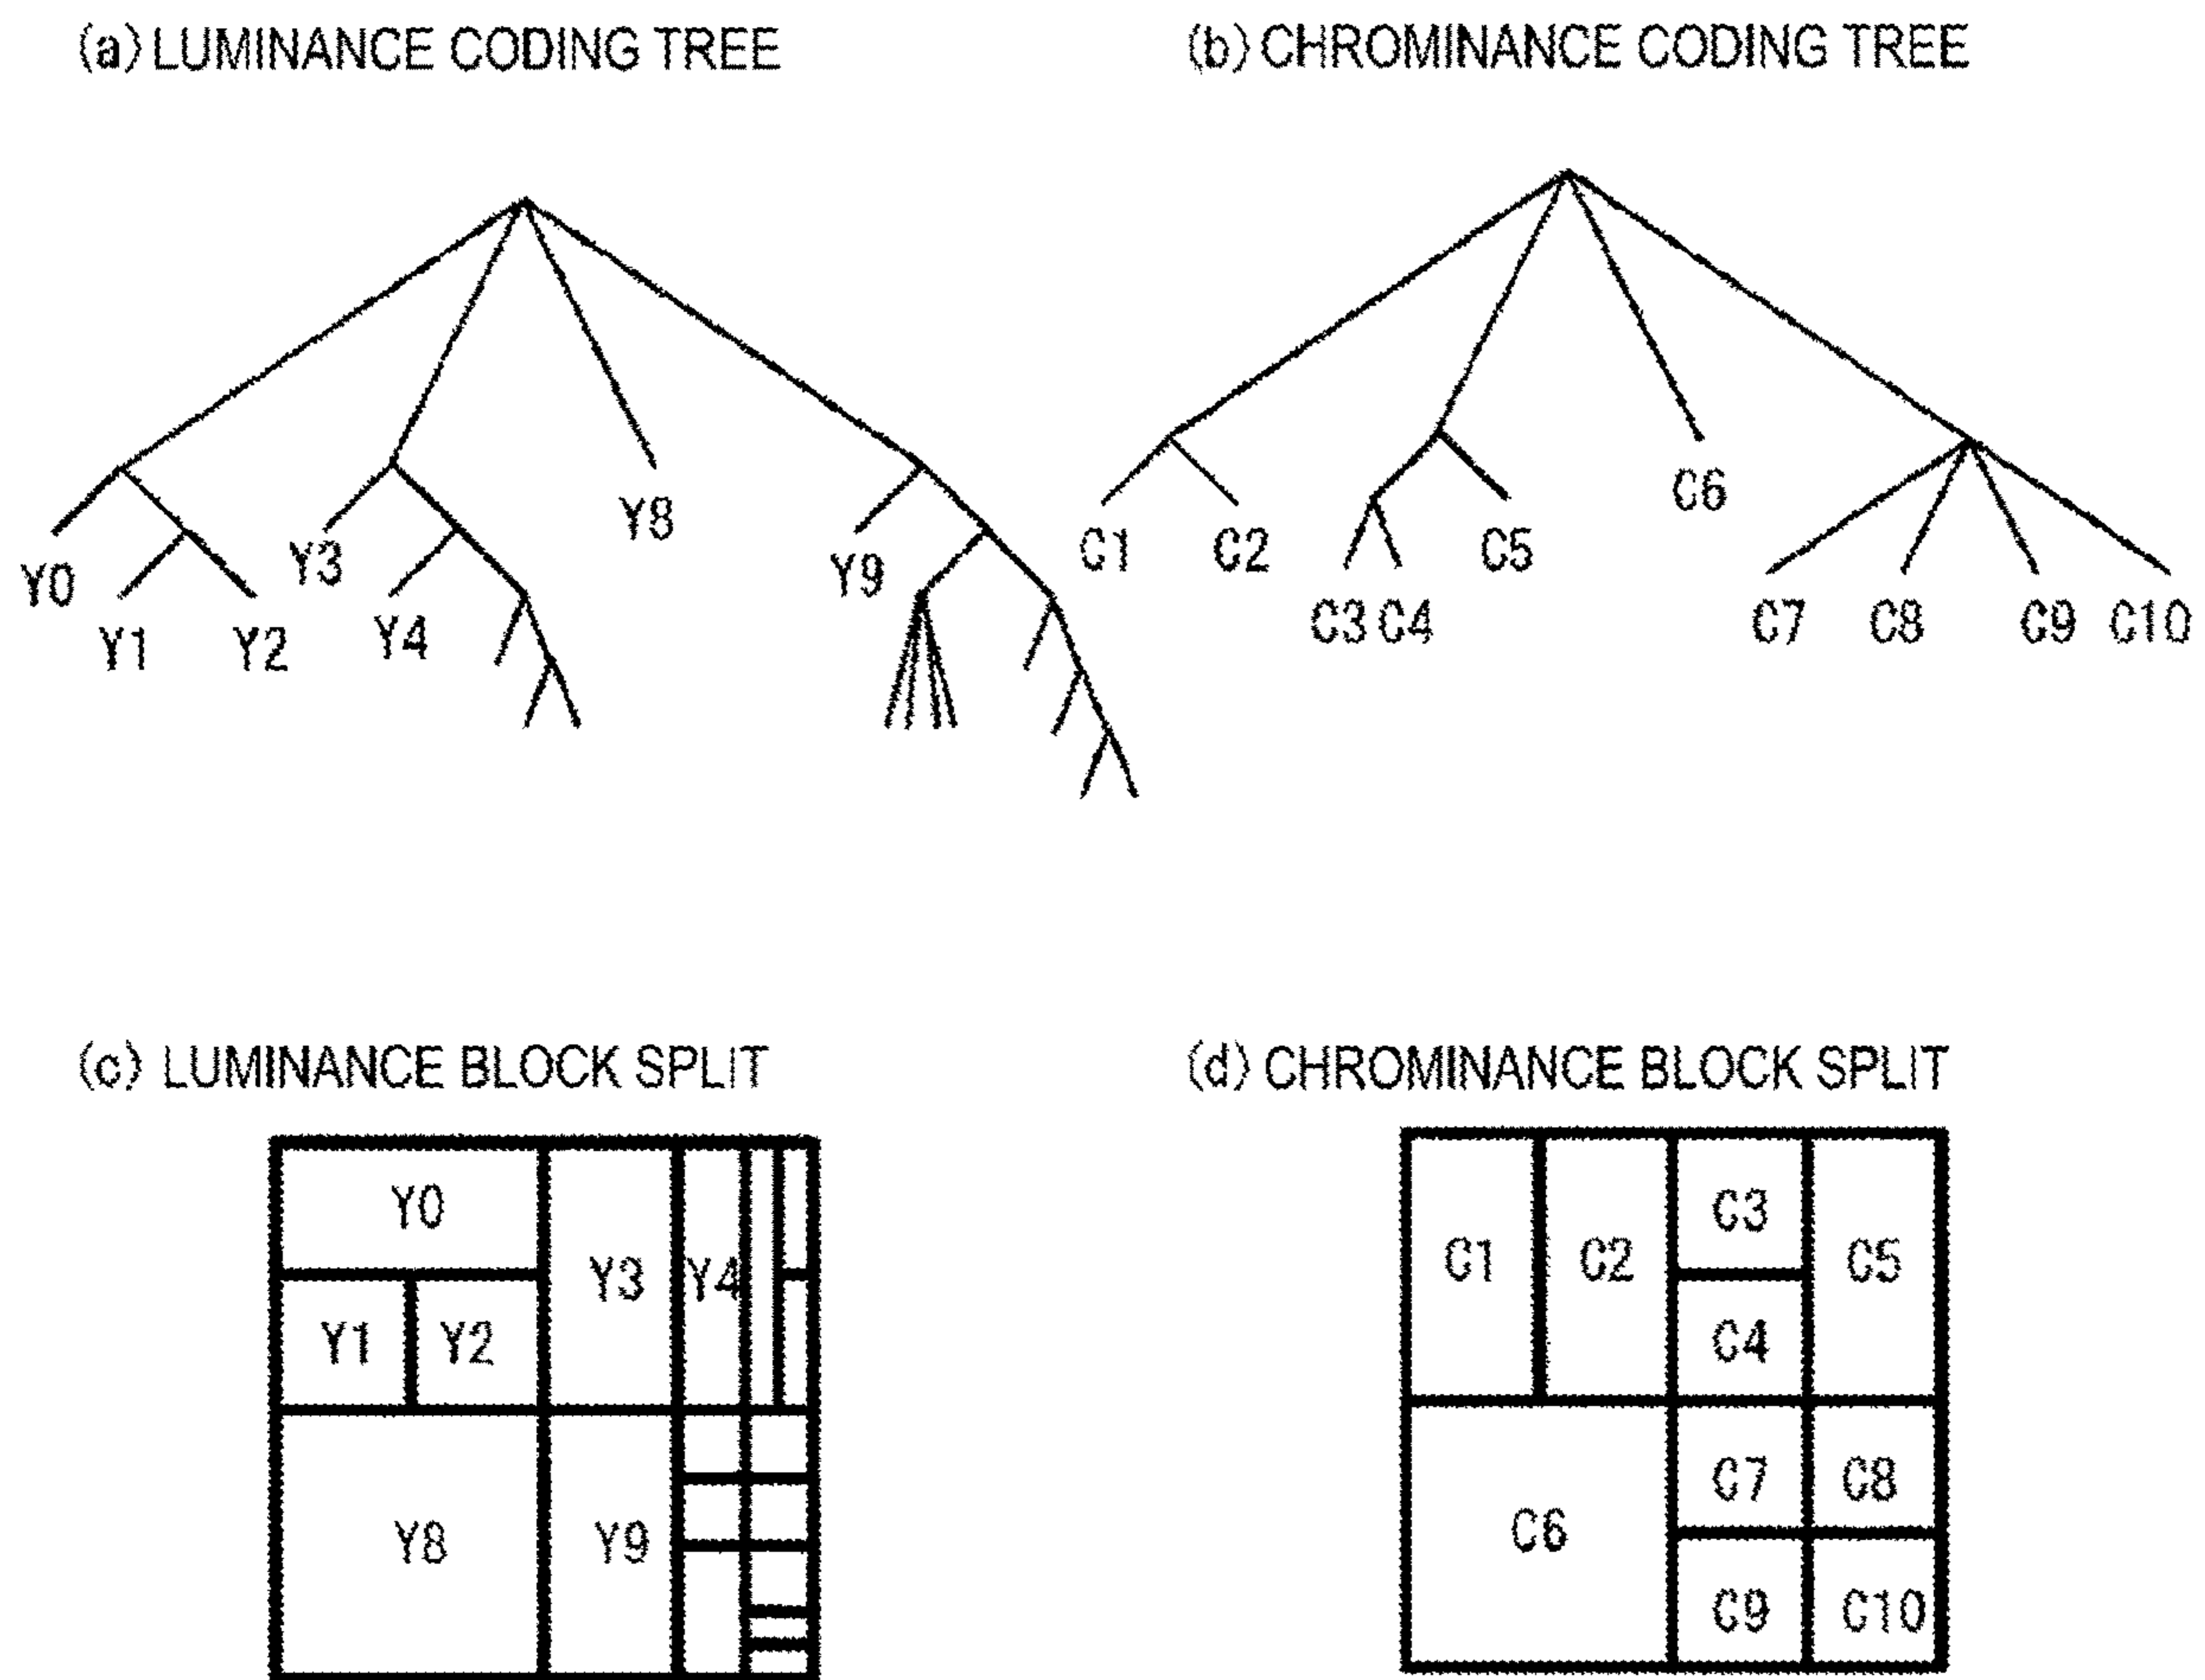 (a) LUMINANCE CODING TREE
(b) CHROMINANCE CODING TREE
Y0
Y1
Y2
Y3
Y4
Y8
Y9
C1
C2
C3
C4
C5
C6
C7
C8
C9
C10
(c) LUMINANCE BLOCK SPLIT
Y0
Y1
Y2
Y3
Y4
Y8
Y9
(d) CHROMINANCE BLOCK SPLIT
C1
C2
C3
C4
C5
C6
C7
C8
C9
C10